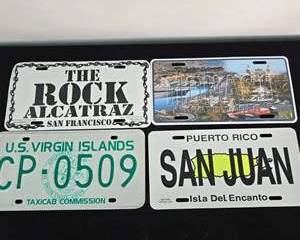 THE
ROCK
ALCATRAZ
SAN FRANCISCO
U.S. VIRGIN ISLANDS
CP-0509
TAXICAB COMMISSION
PUERTO RICO
SAN JUAN
Isla Del Encanto